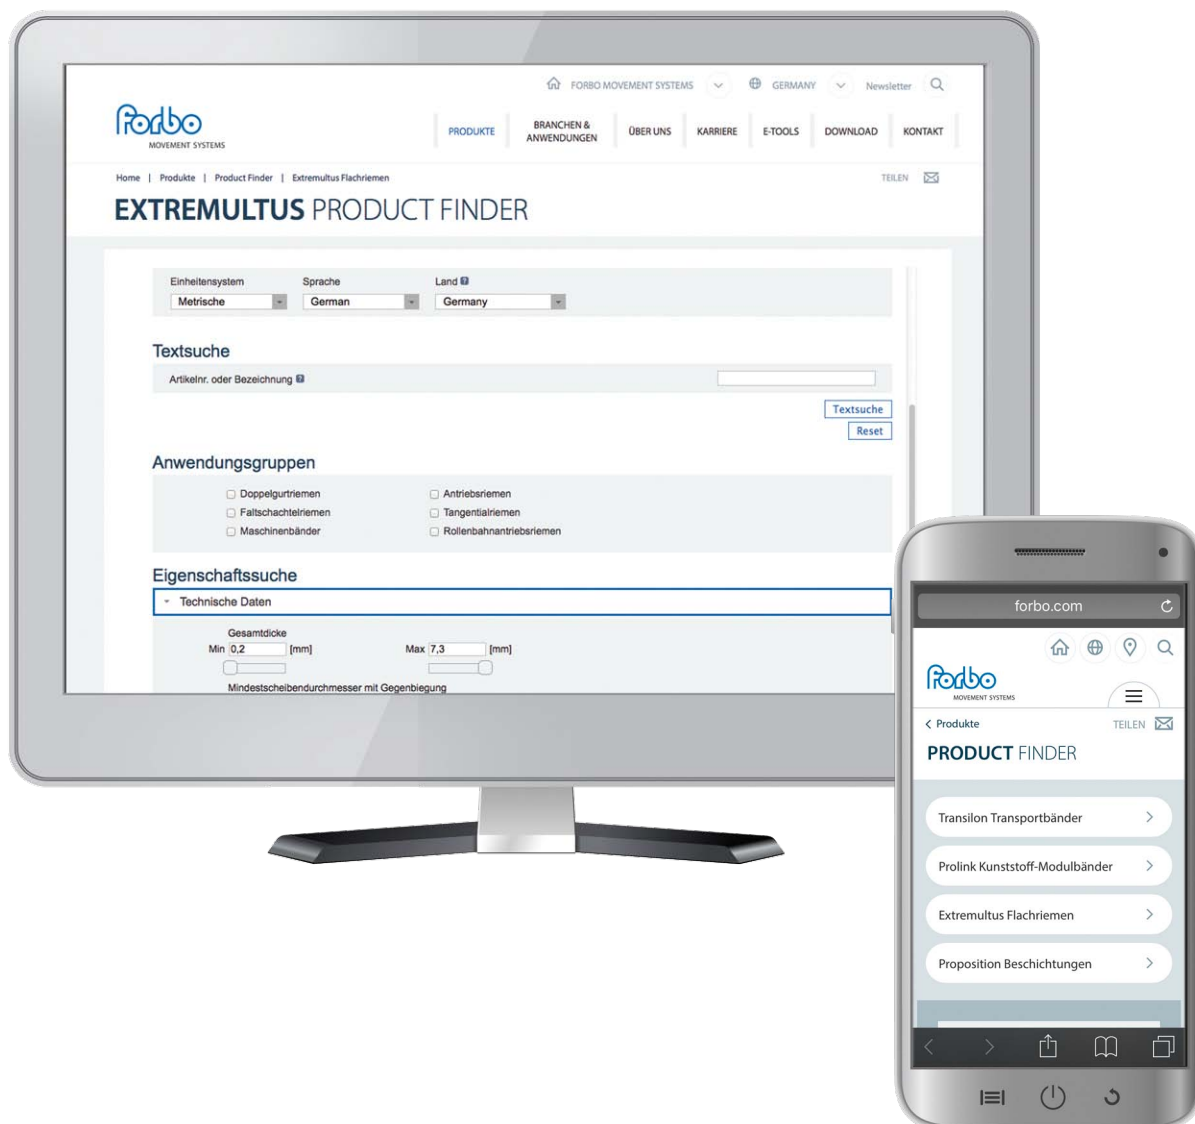 FORBO MOVEMENT SYSTEMS GERMANY Newsletter
Forbo
MOVEMENT SYSTEMS
PRODUKTE BRANCHEN & ANWENDUNGEN ÜBER UNS KARRIERE E-TOOLS DOWNLOAD KONTAKT
Home | Produkte | Product Finder | Extremultus Flachriemen TEILEN
EXTREMULTUS PRODUCT FINDER
Einheitensystem Sprache Land ?
Metrische German Germany
Textsuche
Artikelnr. oder Bezeichnung ?
Textsuche
Reset
Anwendungsgruppen
Doppelgurtriemen Antriebsriemen
Faltschachtelriemen Tangentialriemen
Maschinenbänder Rollenbahnantriebsriemen
Eigenschaftssuche
Technische Daten
Gesamtdicke
Min 0,2 [mm] Max 7,3 [mm]
Mindestscheibendurchmesser mit Gegenbiegung
forbo.com
Forbo
MOVEMENT SYSTEMS
Produkte TEILEN
PRODUCT FINDER
Transilon Transportbänder
Prolink Kunststoff-Modulbänder
Extremultus Flachriemen
Proposition Beschichtungen